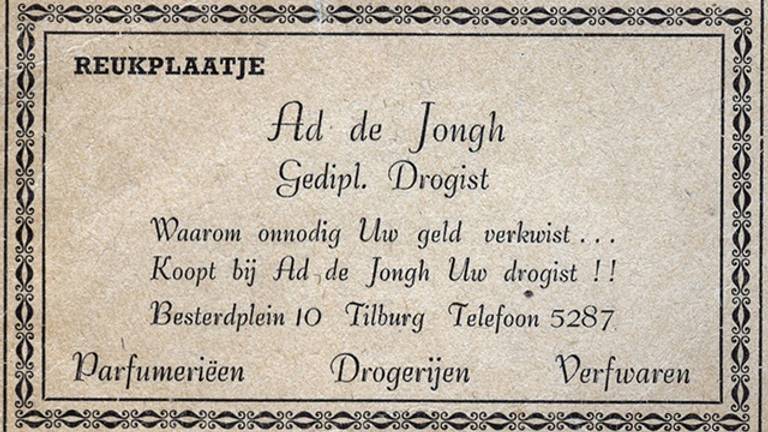 REUKPLAATJE
Ad de Jongh
Gedipl. Drogist
Waarom onnodig Uw geld verkwist . . .
Koopt bij Ad de Jongh Uw drogist ! !
Besterdplein 10 Tilburg Telefoon 5287
Parfumeriëen Drogerijen Verfwaren